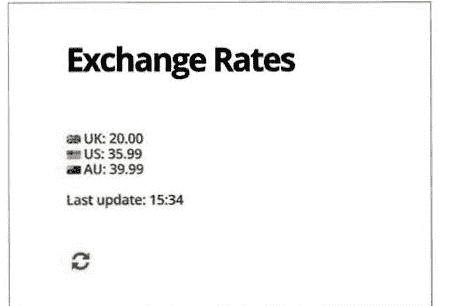 Exchange Rates
UK: 20.00
US: 35.99
AU: 39.99
Last update: 15:34